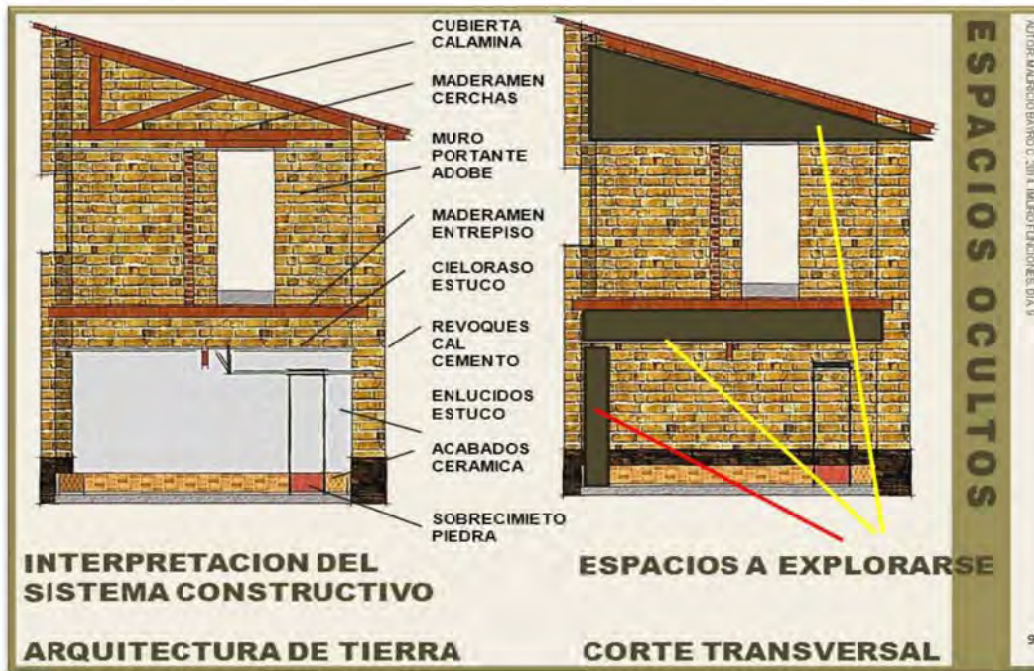 CUBIERTA
CALAMINA
MADERAMEN
CERCHAS
MURO
PORTANTE
ADOBE
MADERAMEN
ENTREPISO
CIELORASO
ESTUCO
REVOQUES
CAL
CEMENTO
ENLUCIDOS
ESTUCO
ACABADOS
CERAMICA
SOBRECIMIETO
PIEDRA
INTERPRETACION DEL
SISTEMA CONSTRUCTIVO
ARQUITECTURA DE TIERRA
ESPACIOS A EXPLORARSE
CORTE TRANSVERSAL
ESPACIOS OCULTOS
9